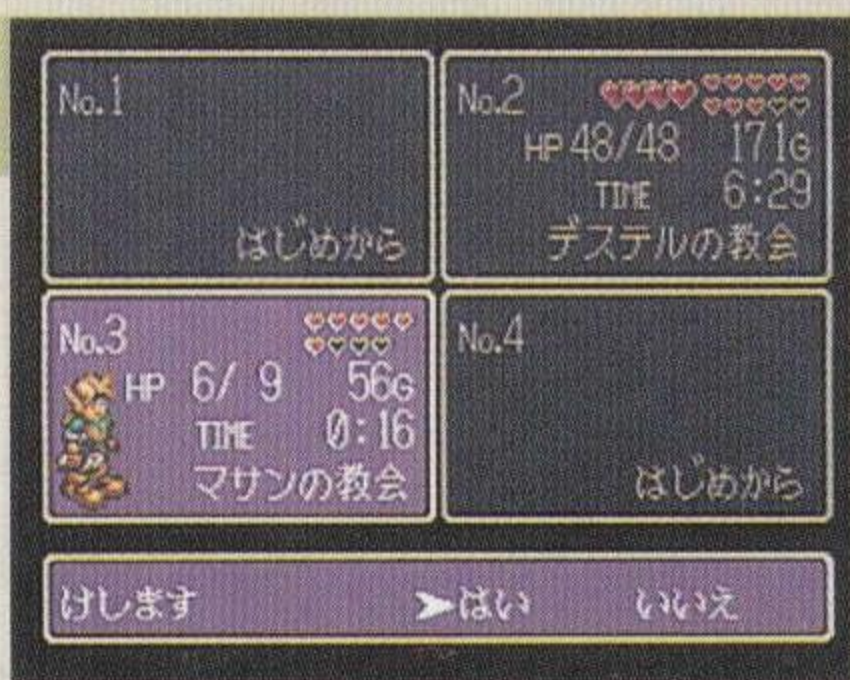 No.1
はじめから
No.2
HP 48/48 171G
TIME 6:29
デステルの教会
No.3
HP 6/ 9 56G
TIME 0:16
マサンの教会
No.4
はじめから
けします ➤はい いいえ